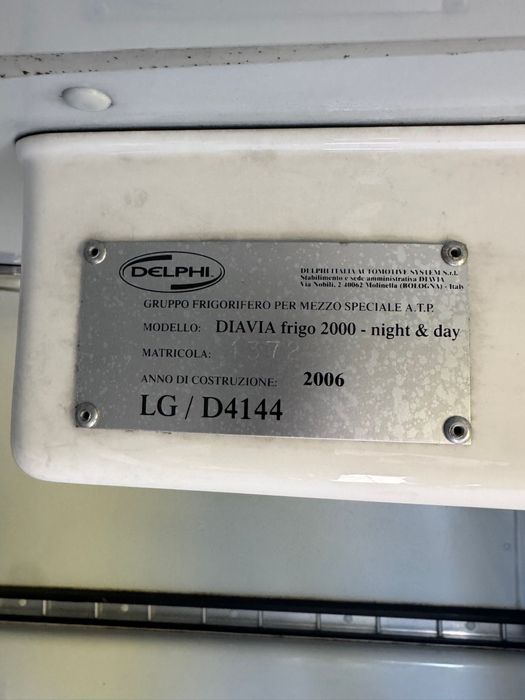 DELPHI
DELPHI ITALIA AUTOMOTIVE SYSTEM S.r.l.
Stabilimento e sede amministrativa DIAVIA
Via Nobili, 2 40062 Molinella (BOLOGNA) - Italy
GRUPPO FRIGORIFERO PER MEZZO SPECIALE A.T.P.
MODELLO: DIAVIA frigo 2000 - night & day
MATRICOLA: 1372
ANNO DI COSTRUZIONE: 2006
LG / D4144